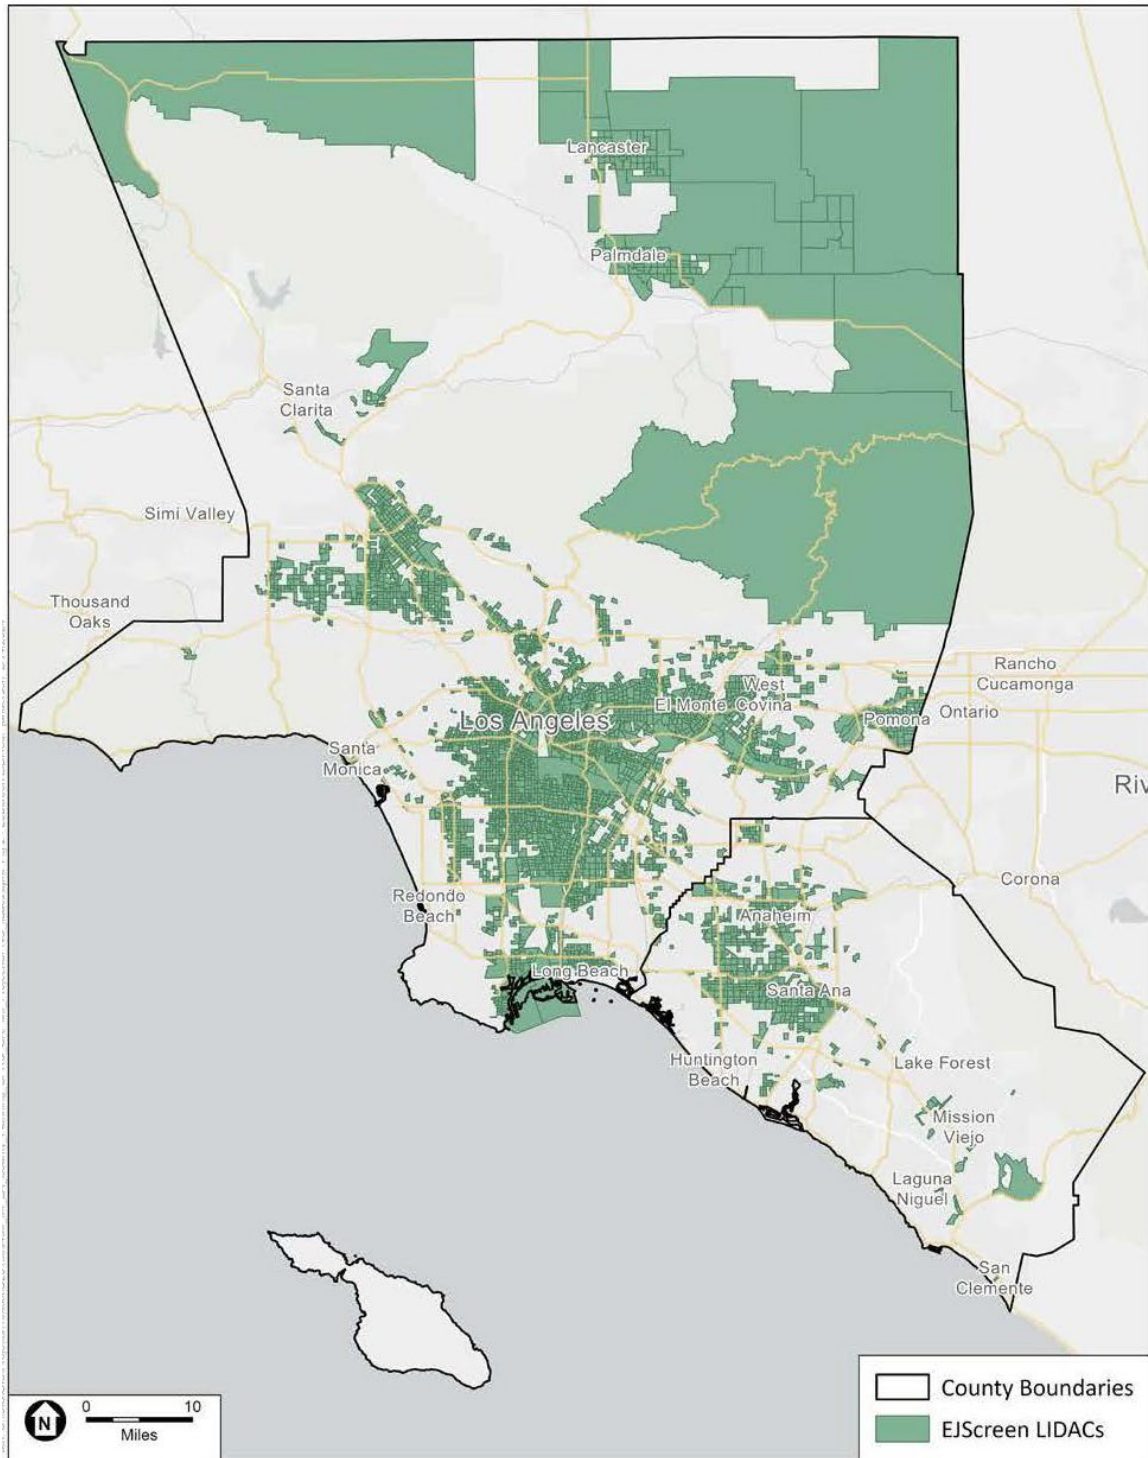 Lancaster
Palmdale
Santa
Clarita
Simi Valley
Thousand
Oaks
Rancho
Cucamonga
West
Covina
El Monte
Pomona
Ontario
Los Angeles
Santa
Monica
Riv
Corona
Redondo
Beach
Anaheim
Long Beach
Santa Ana
Huntington
Beach
Lake Forest
Mission
Viejo
Laguna
Niguel
San
Clemente
N
0 10
Miles
County Boundaries
EJScreen LIDACs